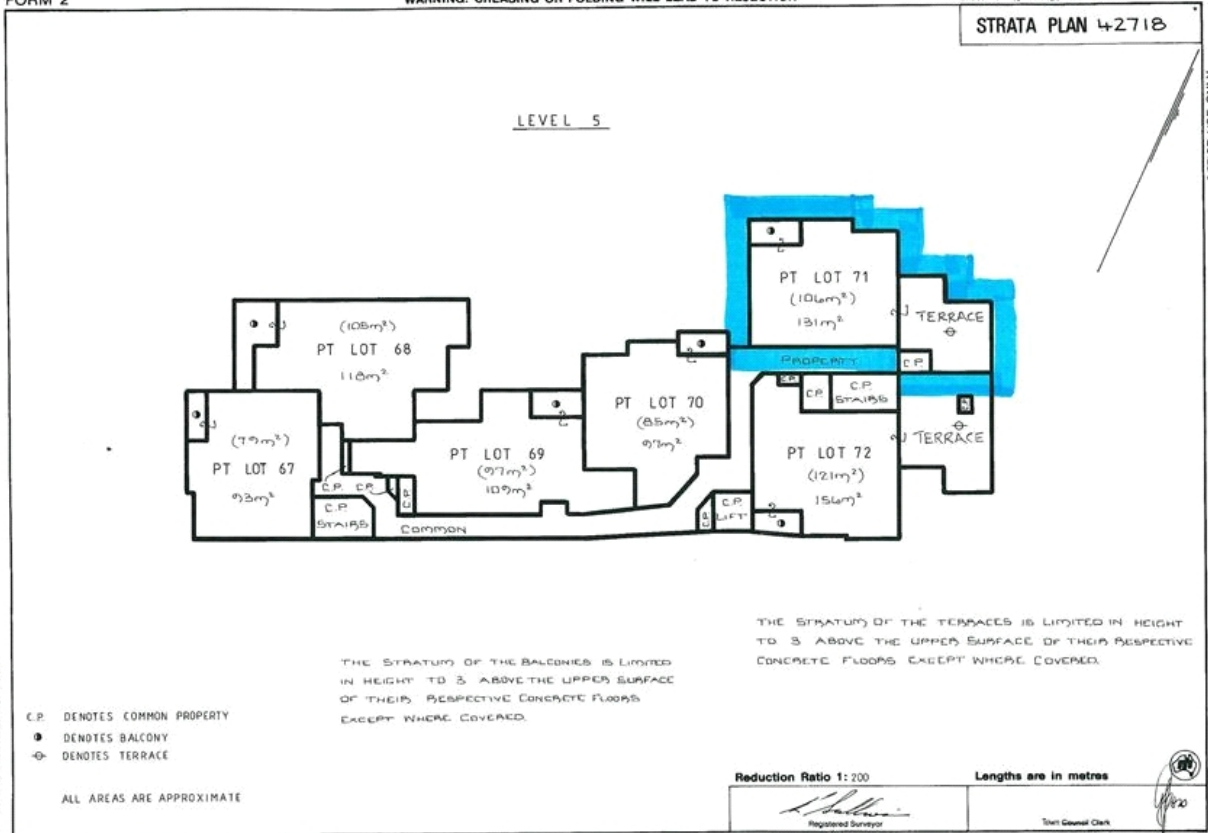 FORM 2
WARNING: CREASING OR FOLDING WILL LEAD TO REJECTION
STRATA PLAN 42718
LEVEL 5
PT LOT 71
(106m²)
131m²
TERRACE
C.P.
PROPERTY
(105m²)
PT LOT 68
118m²
PT LOT 70
(85m²)
97m²
C.P.
C.P.
C.P.
STAIRS
TERRACE
(79m²)
PT LOT 67
93m²
PT LOT 69
(97m²)
109m²
PT LOT 72
(121m²)
156m²
C.P.
C.P.
C.P.
C.P.
STAIRS
COMMON
C.P.
C.P.
LIFT
THE STRATUM OF THE TERRACES IS LIMITED IN HEIGHT
TO 3 ABOVE THE UPPER SURFACE OF THEIR RESPECTIVE
CONCRETE FLOORS EXCEPT WHERE COVERED.
THE STRATUM OF THE BALCONIES IS LIMITED
IN HEIGHT TO 3 ABOVE THE UPPER SURFACE
OF THEIR RESPECTIVE CONCRETE FLOORS
EXCEPT WHERE COVERED.
C.P. DENOTES COMMON PROPERTY
DENOTES BALCONY
DENOTES TERRACE
ALL AREAS ARE APPROXIMATE
Reduction Ratio 1: 200
Lengths are in metres
Registered Surveyor
Council Clerk